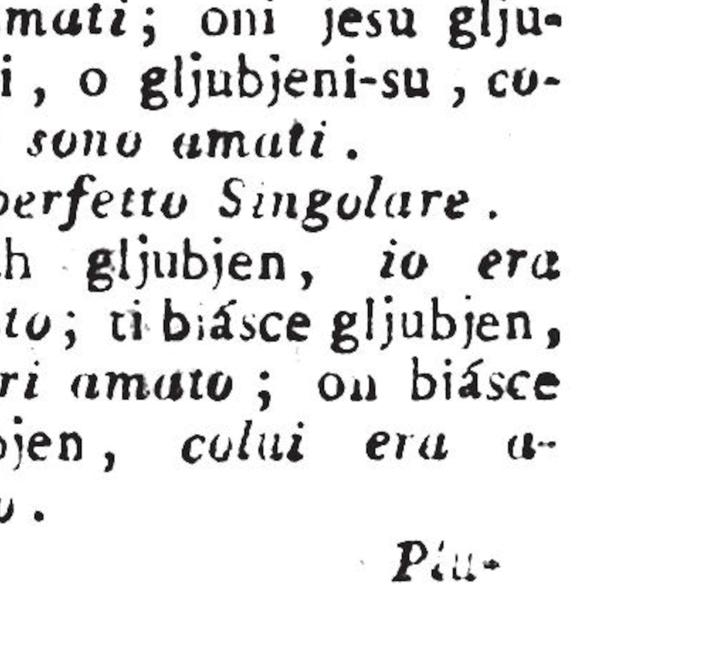 mati; oni jesu glju-
i, o gljubjeni-su, co-
sono amati.
perfetto Singolare.
h gljubjen, io era
to; ti biásce gljubjen,
ri amato; on biásce
bjen, colui era a-
o.
Plu-